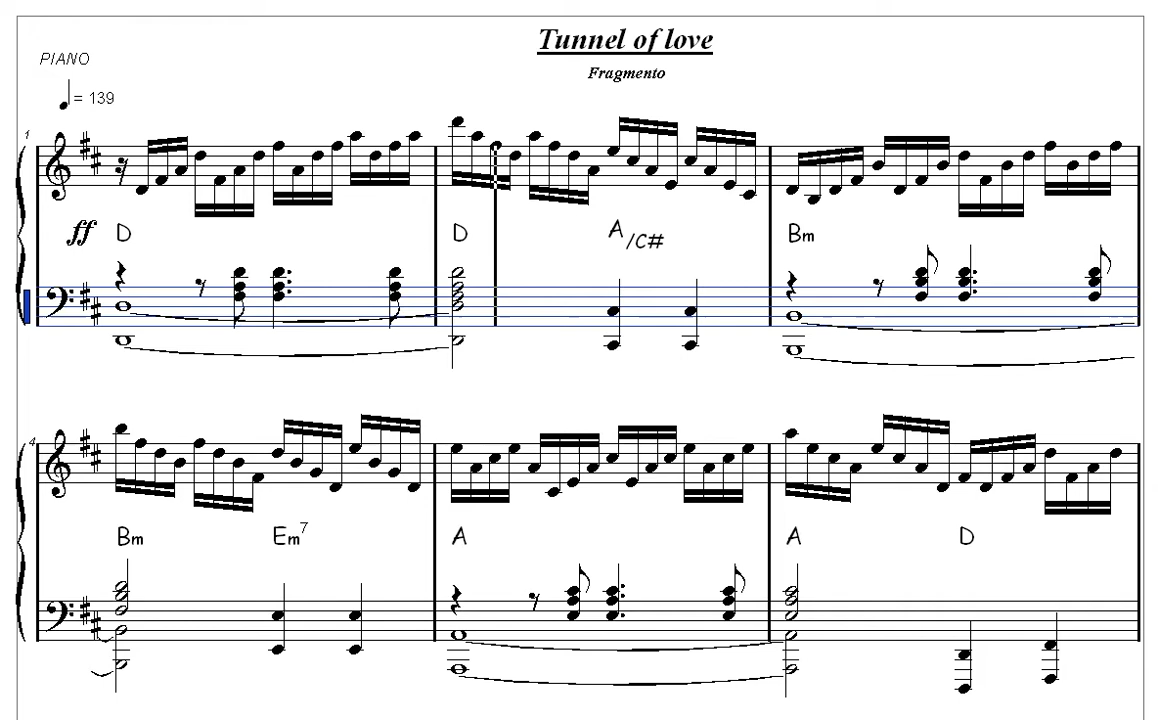 Tunnel of love
Fragmento
PIANO
= 139
1
ff D D A/C# Bm
4
Bm Em7 A A D